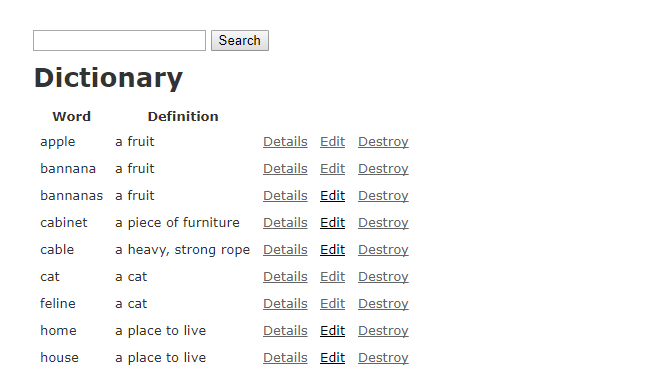 Search
Dictionary
Word Definition
apple a fruit Details Edit Destroy
bannana a fruit Details Edit Destroy
bannanas a fruit Details Edit Destroy
cabinet a piece of furniture Details Edit Destroy
cable a heavy, strong rope Details Edit Destroy
cat a cat Details Edit Destroy
feline a cat Details Edit Destroy
home a place to live Details Edit Destroy
house a place to live Details Edit Destroy